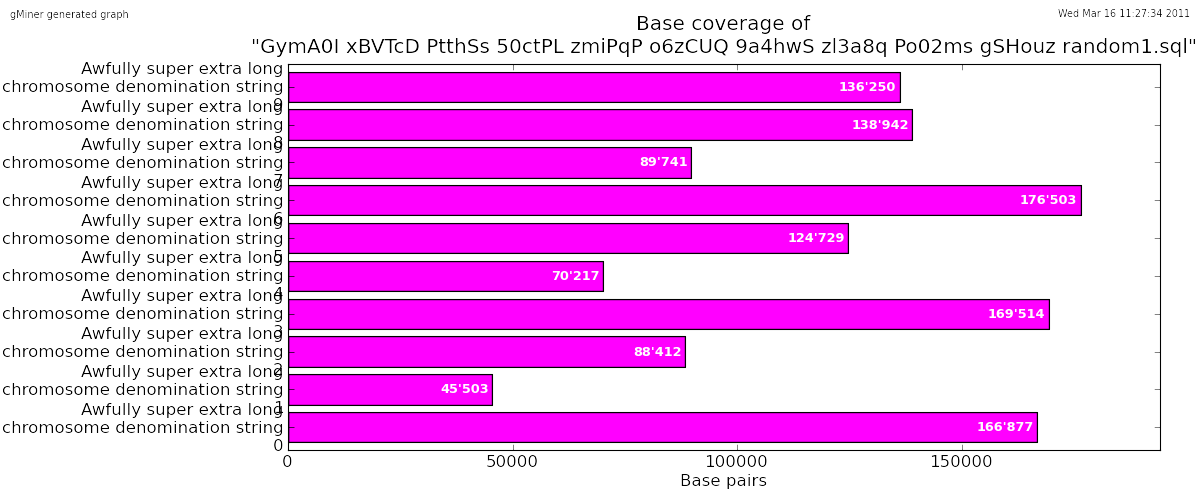 gMiner generated graph
Wed Mar 16 11:27:34 2011
Base coverage of
"GymA0I xBVTcD PtthSs 50ctPL zmiPqP o6zCUQ 9a4hwS zl3a8q Po02ms gSHouz random1.sql"
Awfully super extra long
chromosome denomination string
9
136'250
Awfully super extra long
chromosome denomination string
8
138'942
Awfully super extra long
chromosome denomination string
7
89'741
Awfully super extra long
chromosome denomination string
6
176'503
Awfully super extra long
chromosome denomination string
5
124'729
Awfully super extra long
chromosome denomination string
4
70'217
Awfully super extra long
chromosome denomination string
3
169'514
Awfully super extra long
chromosome denomination string
2
88'412
Awfully super extra long
chromosome denomination string
1
45'503
Awfully super extra long
chromosome denomination string
0
166'877
0 50000 100000 150000
Base pairs